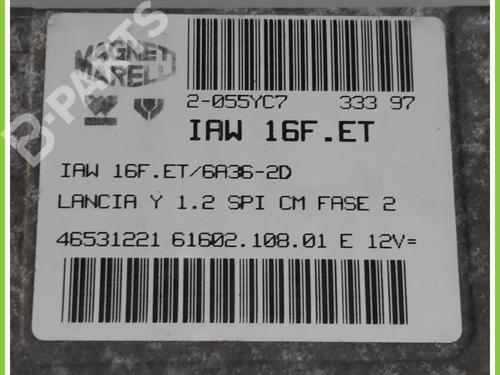 MAGNETI
MARELLI
2-055YC7 333 97
IAW 16F.ET
IAW 16F.ET/6A36-2D
LANCIA Y 1.2 SPI CM FASE 2
46531221 61602.108.01 E 12V=
B-PARTS